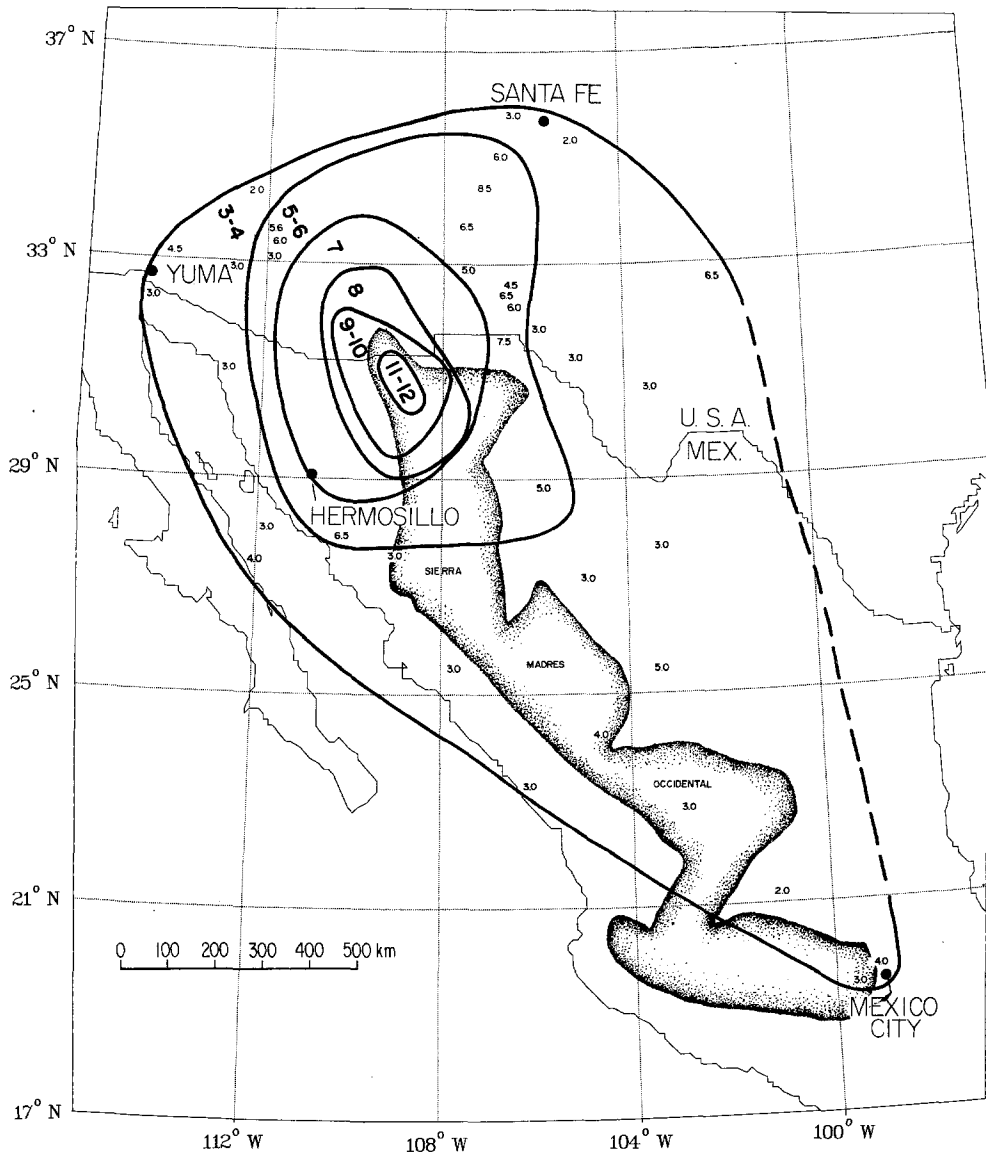 37° N
SANTA FE
3.0
2.0
6.0
2.0
8.5
3-4
5-6
5.6
6.0
3.0
7
6.5
4.5
33° N
3.0
5.0
YUMA
6.5
3.0
8
4.5
6.5
6.0
9-10
3.0
7.5
3.0
3.0
11-12
3.0
U. S. A.
MEX.
29° N
5.0
HERMOSILLO
3.0
6.5
3.0
4.0
3.0
SIERRA
3.0
MADRES
3.0
5.0
25° N
4.0
OCCIDENTAL
3.0
3.0
21° N
2.0
0 100 200 300 400 500 km
4.0
3.0
MEXICO
CITY
17° N
112° W
108° W
104° W
100° W